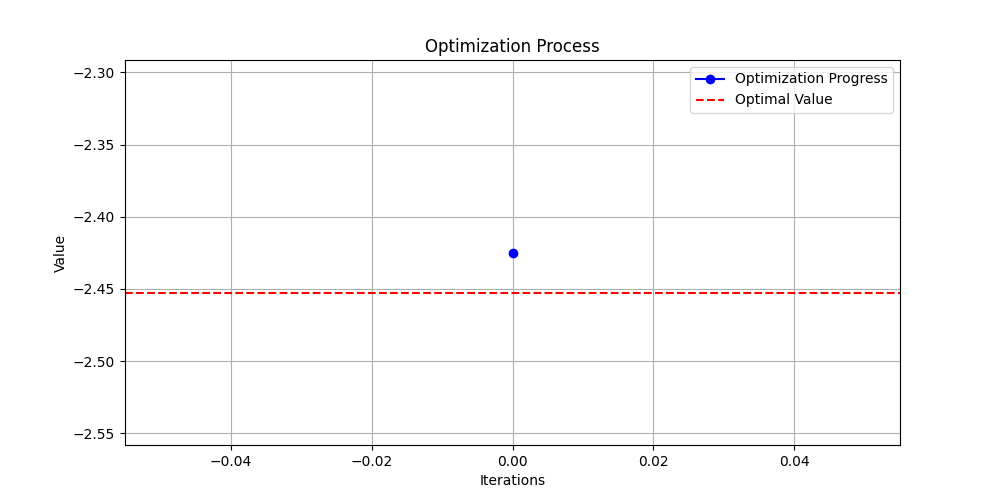 Optimization Process
Optimization Progress
Optimal Value
−2.30
−2.35
−2.40
−2.45
−2.50
−2.55
Value
−0.04
−0.02
0.00
0.02
0.04
Iterations